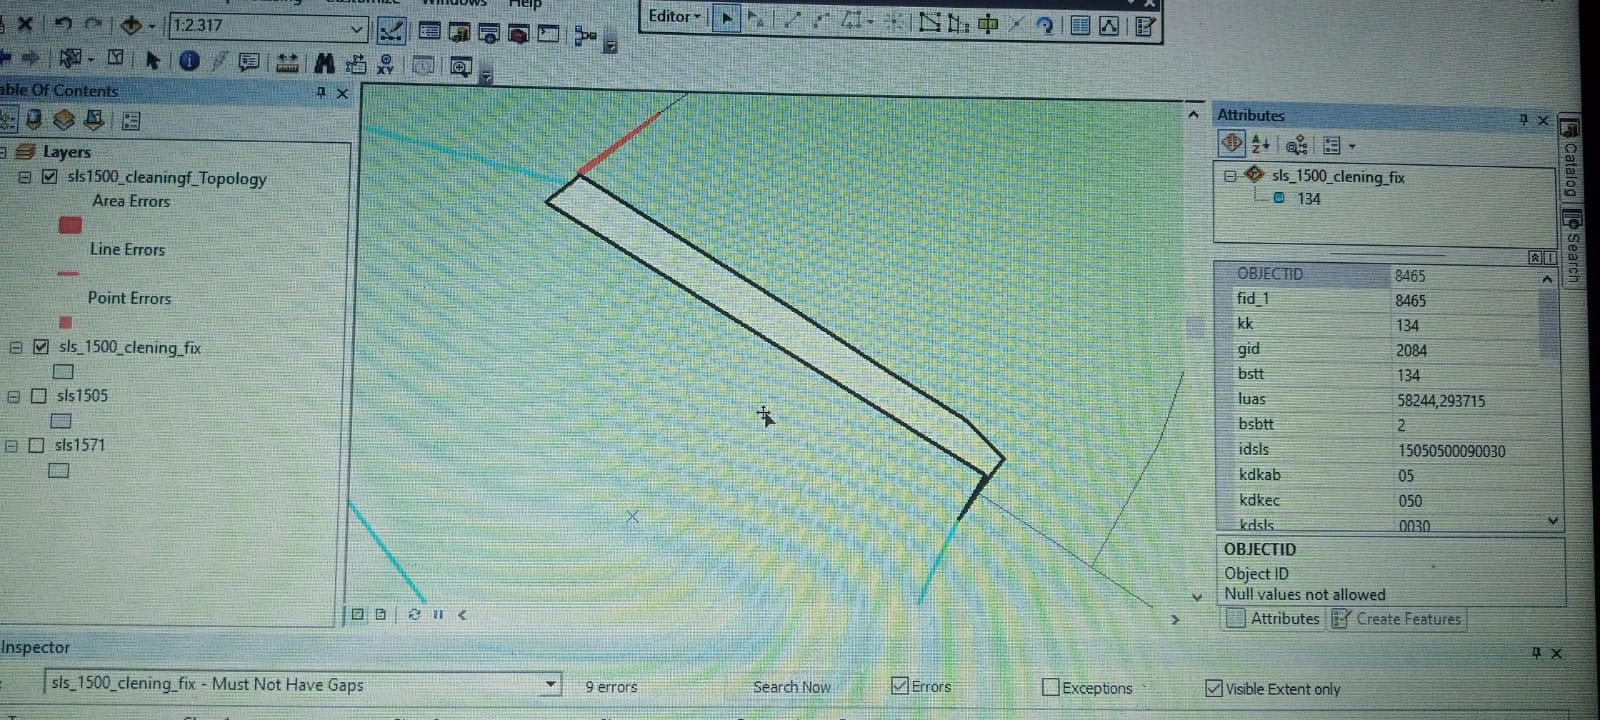 Customize Windows Help
Editor
1:2.317
able Of Contents
Layers
sls1500_cleaningf_Topology
Area Errors
Line Errors
Point Errors
sls_1500_clening_fix
sls1505
sls1571
Attributes
sls_1500_clening_fix
134
OBJECTID 8465
fid_1 8465
kk 134
gid 2084
bstt 134
luas 58244,293715
bsbtt 2
idsls 15050500090030
kdkab 05
kdkec 050
kdsls 0030
OBJECTID
Object ID
Null values not allowed
Attributes Create Features
Catalog
Search
Inspector
sls_1500_clening_fix - Must Not Have Gaps
9 errors
Search Now
Errors
Exceptions
Visible Extent only